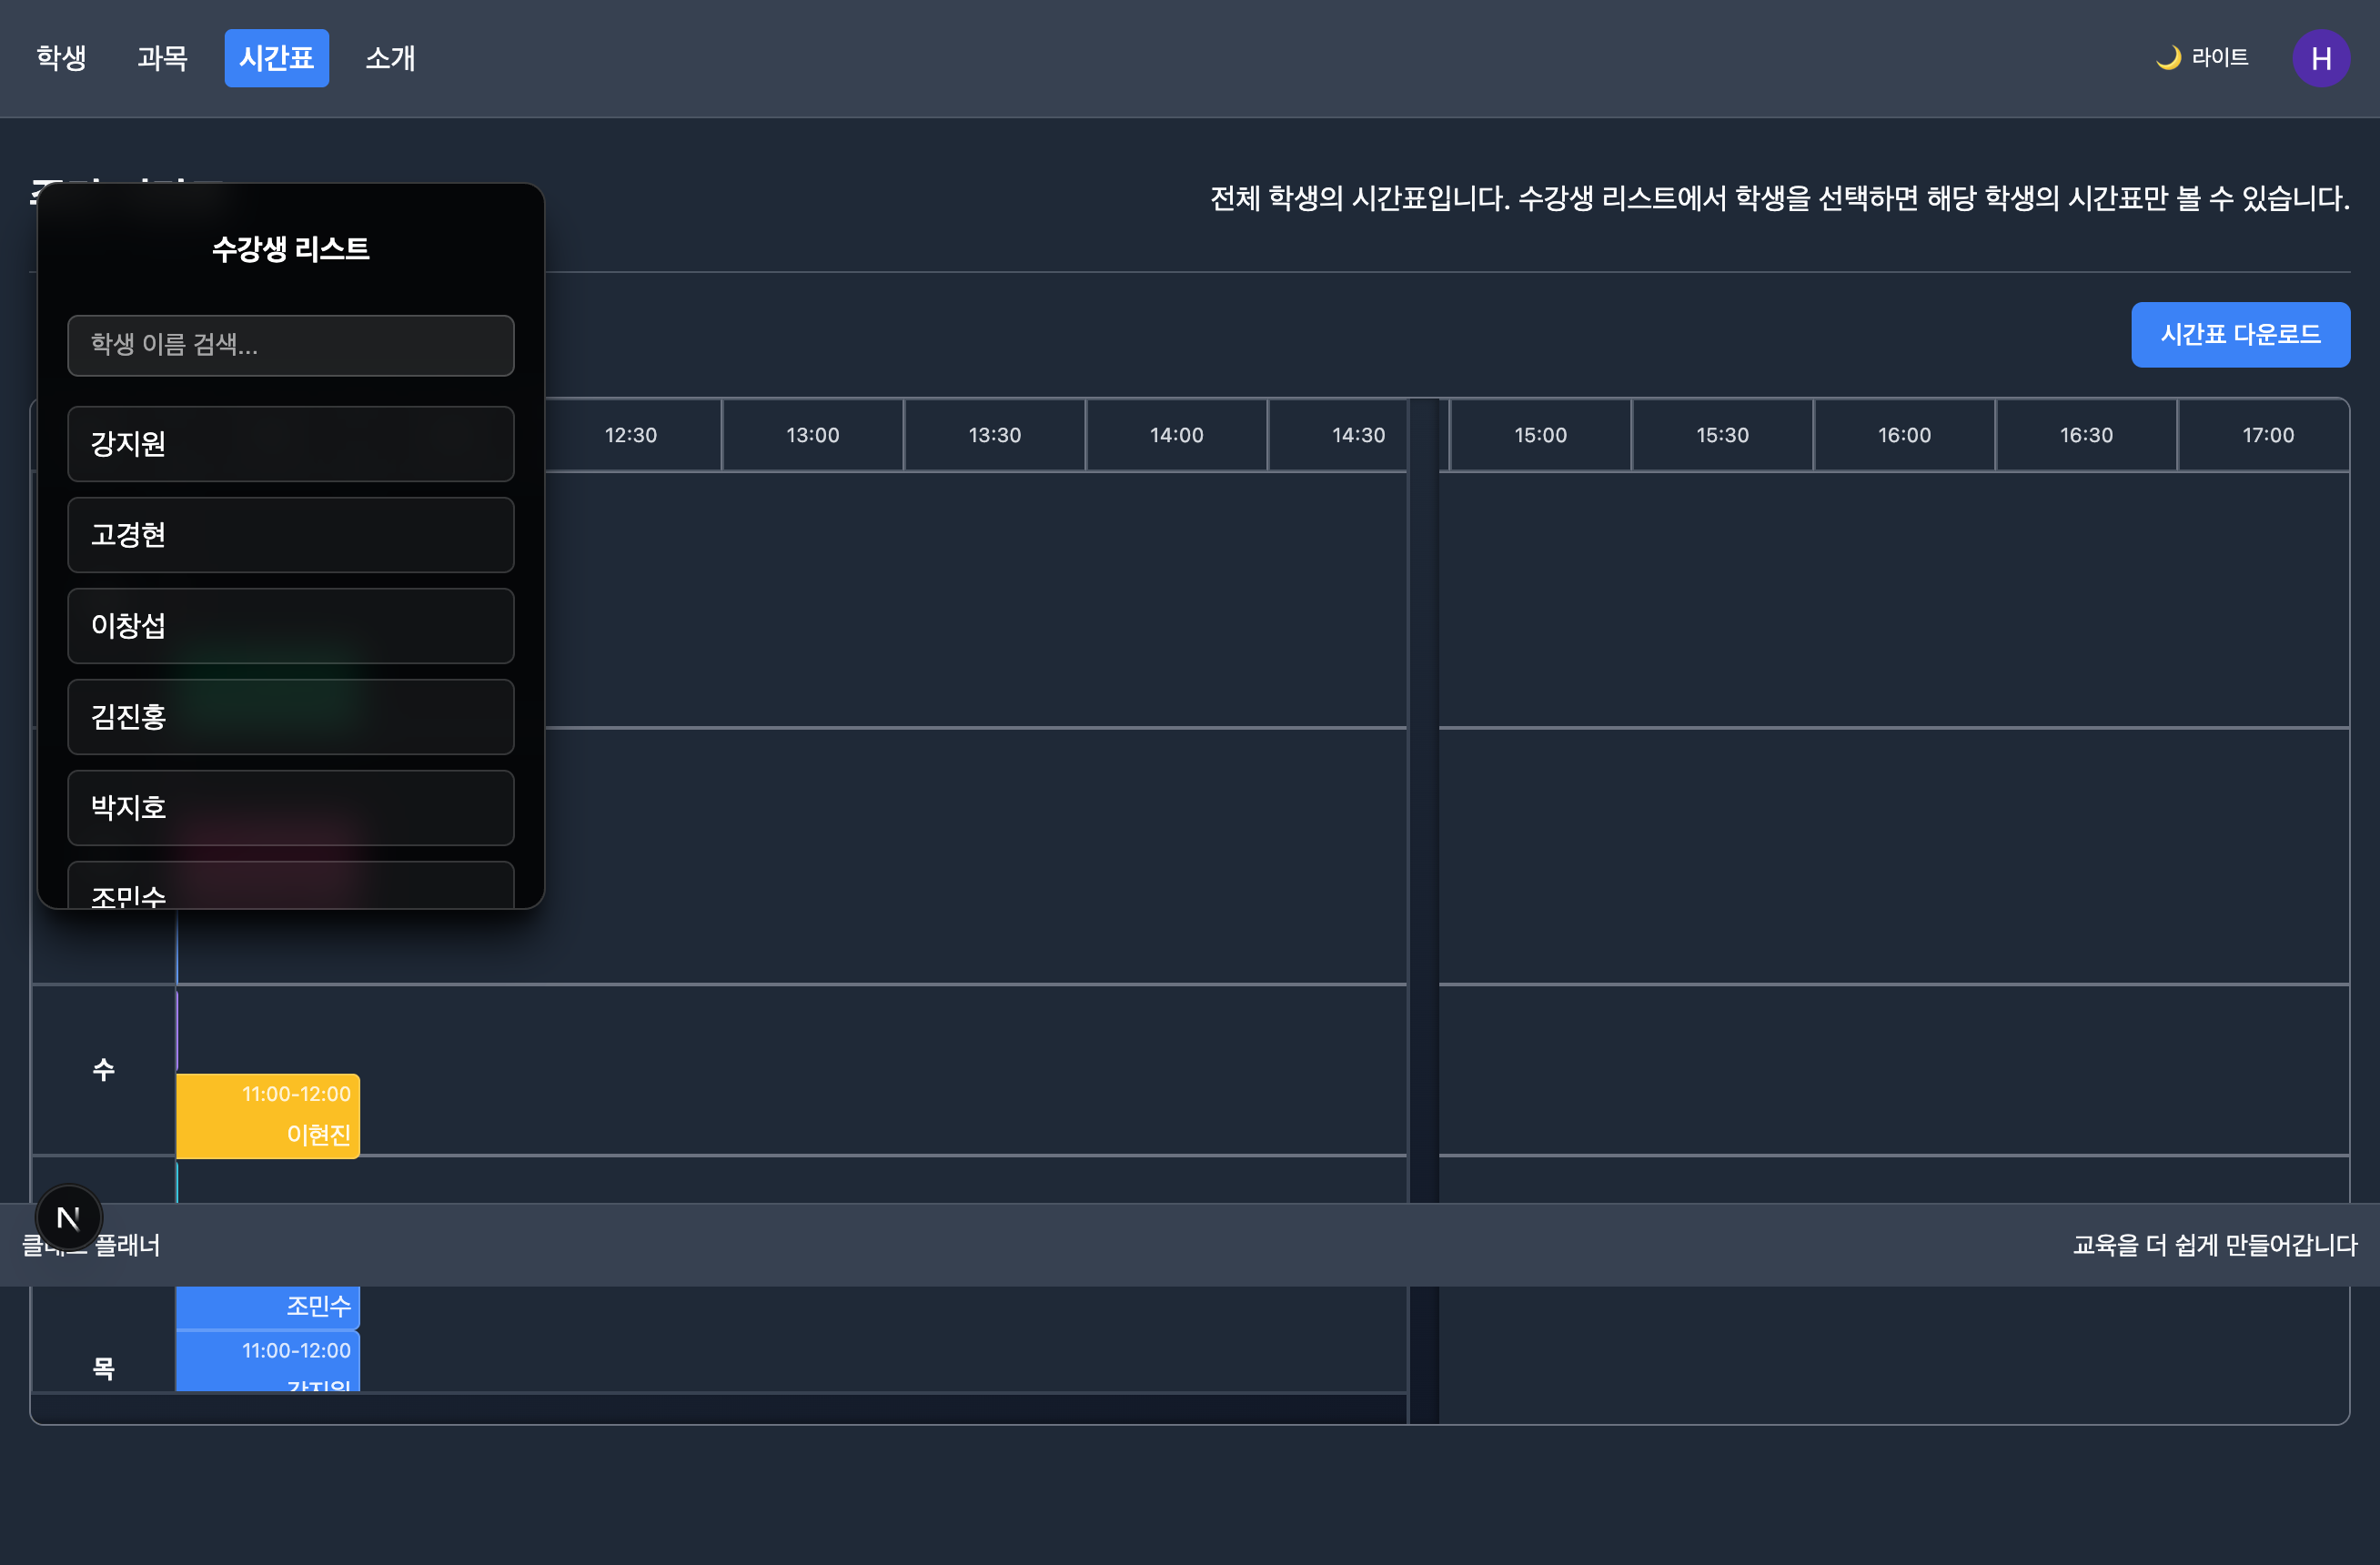 학생 과목 시간표 소개 🌙 라이트 H
전체 학생의 시간표입니다. 수강생 리스트에서 학생을 선택하면 해당 학생의 시간표만 볼 수 있습니다.
수강생 리스트
학생 이름 검색...
강지원
고경현
이창섭
김진홍
박지호
조민수
시간표 다운로드
12:30 13:00 13:30 14:00 14:30 15:00 15:30 16:00 16:30 17:00
수
11:00-12:00
이현진
N
플래너
교육을 더 쉽게 만들어갑니다
조민수
목
11:00-12:00
강지원